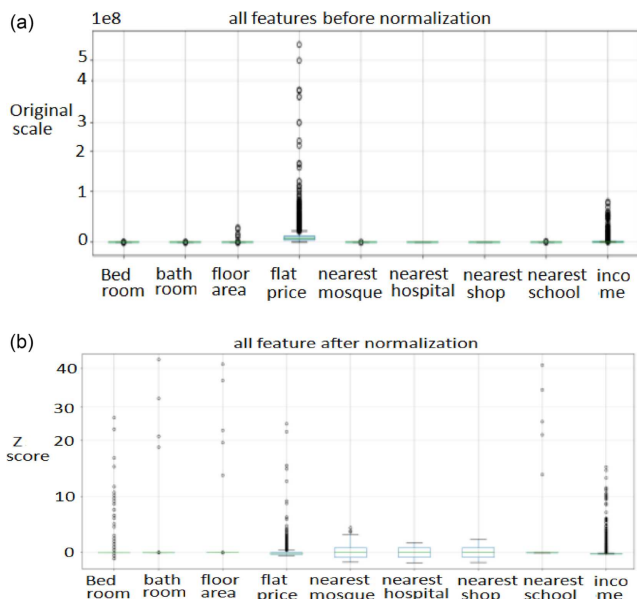 (a)
all features before normalization
1e8
5
4
Original
scale
3
2
1
0
Bed
room
bath
room
floor
area
flat
price
nearest
mosque
nearest
hospital
nearest
shop
nearest
school
inco
me
(b)
all feature after normalization
40
30
Z
score
20
10
0
Bed
room
bath
room
floor
area
flat
price
nearest
mosque
nearest
hospital
nearest
shop
nearest
school
inco
me